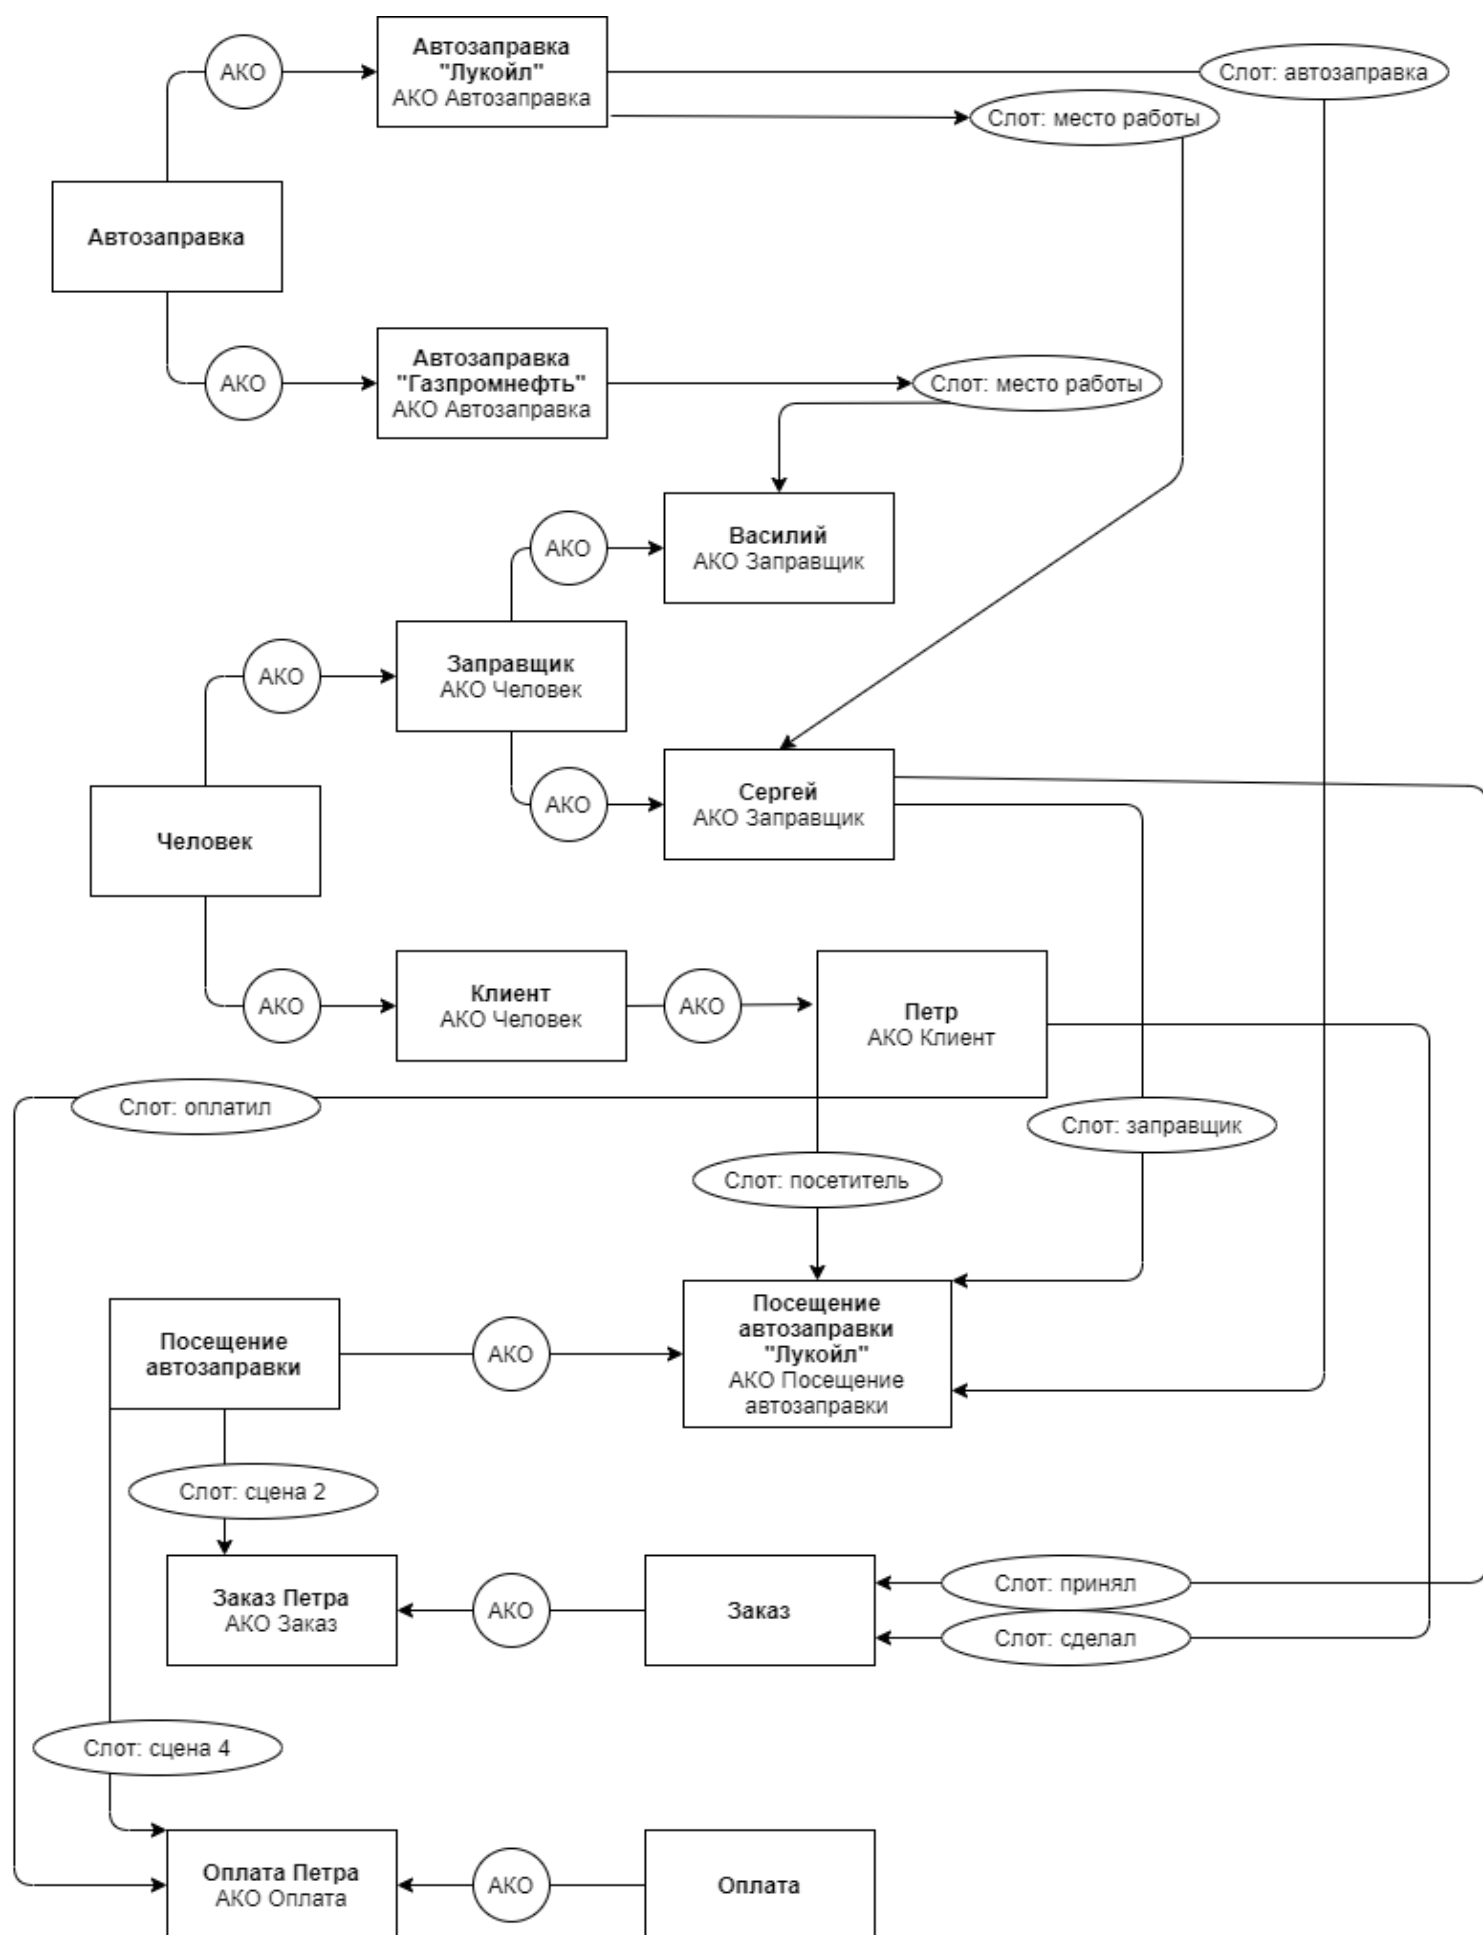 АКО
Автозаправка
"Лукойл"
АКО Автозаправка
Слот: автозаправка
Слот: место работы
Автозаправка
АКО
Автозаправка
"Газпромнефть"
АКО Автозаправка
Слот: место работы
АКО
Василий
АКО Заправщик
АКО
Заправщик
АКО Человек
АКО
Сергей
АКО Заправщик
Человек
АКО
Клиент
АКО Человек
АКО
Петр
АКО Клиент
Слот: оплатил
Слот: заправщик
Слот: посетитель
Посещение
автозаправки
АКО
Посещение
автозаправки
"Лукойл"
АКО Посещение
автозаправки
Слот: сцена 2
Заказ Петра
АКО Заказ
АКО
Заказ
Слот: принял
Слот: сделал
Слот: сцена 4
Оплата Петра
АКО Оплата
АКО
Оплата